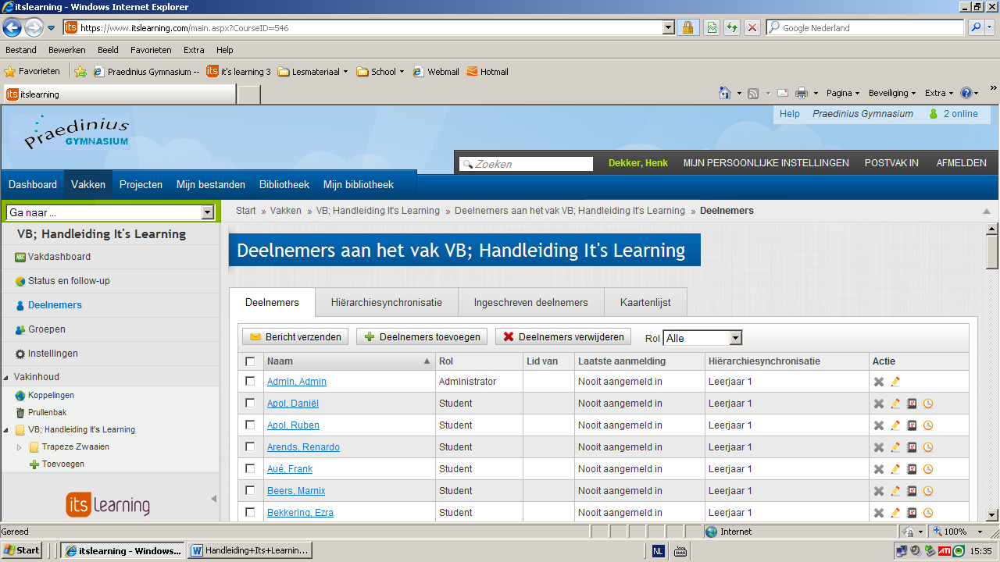 itslearning - Windows Internet Explorer
https://www.itslearning.com/main.aspx?CourseID=546
Google Nederland
Bestand Bewerken Beeld Favorieten Extra Help
Favorieten Praedinius Gymnasium -- it's learning 3 Lesmateriaal School Webmail Hotmail
itslearning
Pagina Beveiliging Extra »
Praedinius GYMNASIUM
Help Praedinius Gymnasium 2 online
Zoeken Dekker, Henk MIJN PERSOONLIJKE INSTELLINGEN POSTVAK IN AFMELDEN
Dashboard Vakken Projecten Mijn bestanden Bibliotheek Mijn bibliotheek
Ga naar ...
Start » Vakken » VB; Handleiding It's Learning » Deelnemers aan het vak VB; Handleiding It's Learning » Deelnemers
VB; Handleiding It's Learning
Vakdashboard
Status en follow-up
Deelnemers
Groepen
Instellingen
Vakinhoud
Koppelingen
Prullenbak
VB; Handleiding It's Learning
Trapeze Zwaaien
Toevoegen
its learning
Deelnemers aan het vak VB; Handleiding It's Learning
Deelnemers Hiërarchiesynchronisatie Ingeschreven deelnemers Kaartenlijst
Bericht verzenden Deelnemers toevoegen Deelnemers verwijderen Rol Alle
Naam Rol Lid van Laatste aanmelding Hiërarchiesynchronisatie Actie
Admin, Admin Administrator Nooit aangemeld in Leerjaar 1
Apol, Daniël Student Nooit aangemeld in Leerjaar 1
Apol, Ruben Student Nooit aangemeld in Leerjaar 1
Arends, Renardo Student Nooit aangemeld in Leerjaar 1
Aué, Frank Student Nooit aangemeld in Leerjaar 1
Beers, Marnix Student Nooit aangemeld in Leerjaar 1
Bekkering, Ezra Student Nooit aangemeld in Leerjaar 1
Gereed Internet 100%
Start itslearning - Windows... Handleiding+Its+Learnin... NL ATI 15:35